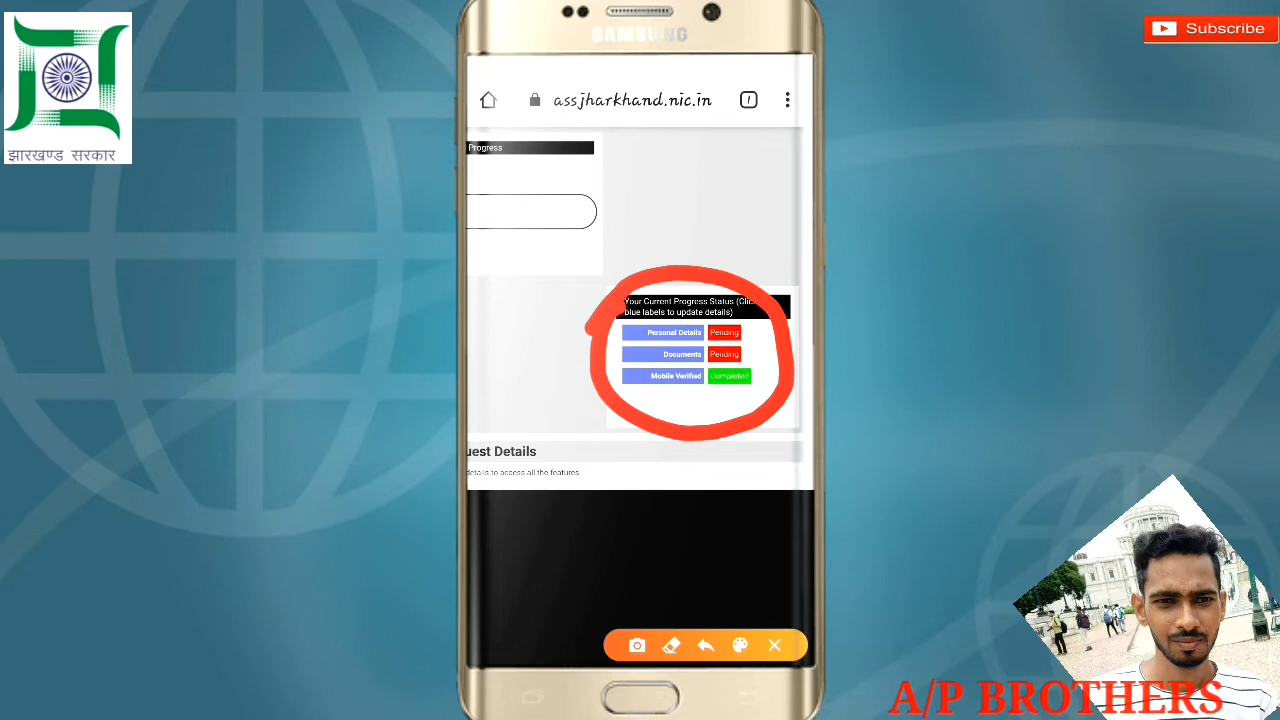 झारखण्ड सरकार
Subscribe
SAMSUNG
assjharkhand.nic.in
1
Progress
Your Current Progress Status (Clic
blue labels to update details)
Personal Details Pending
Documents Pending
Mobile Verified Completed
uest Details
details to access all the features.
A/P BROTHERS